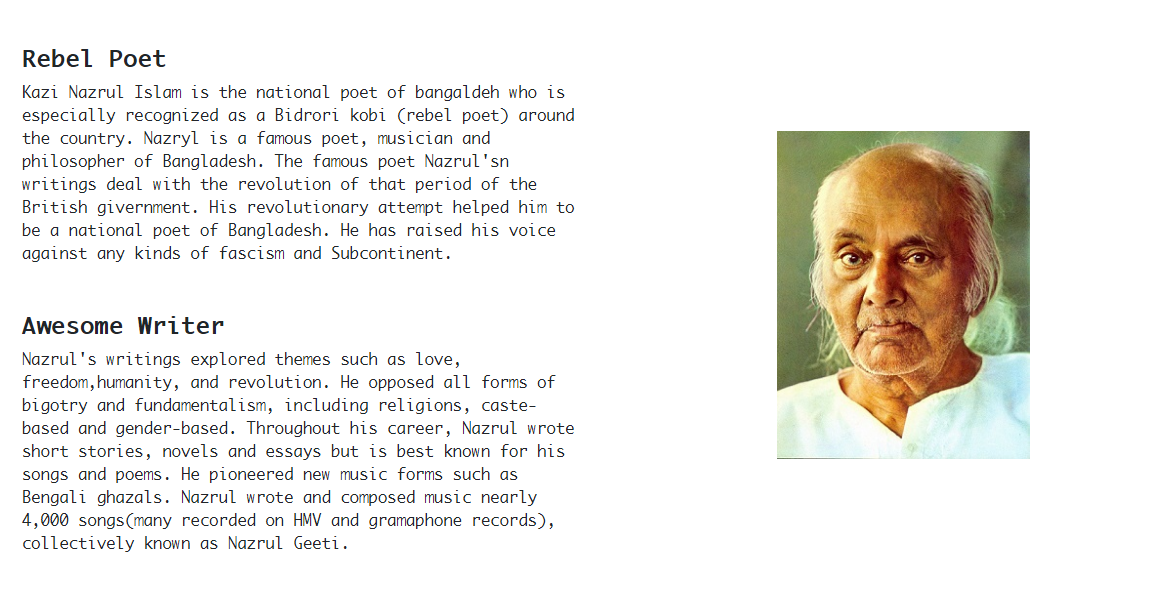 Rebel Poet
Kazi Nazrul Islam is the national poet of bangaldeh who is
especially recognized as a Bidrori kobi (rebel poet) around
the country. Nazryl is a famous poet, musician and
philosopher of Bangladesh. The famous poet Nazrul'sn
writings deal with the revolution of that period of the
British givernment. His revolutionary attempt helped him to
be a national poet of Bangladesh. He has raised his voice
against any kinds of fascism and Subcontinent.
Awesome Writer
Nazrul's writings explored themes such as love,
freedom,humanity, and revolution. He opposed all forms of
bigotry and fundamentalism, including religions, caste-
based and gender-based. Throughout his career, Nazrul wrote
short stories, novels and essays but is best known for his
songs and poems. He pioneered new music forms such as
Bengali ghazals. Nazrul wrote and composed music nearly
4,000 songs(many recorded on HMV and gramaphone records),
collectively known as Nazrul Geeti.